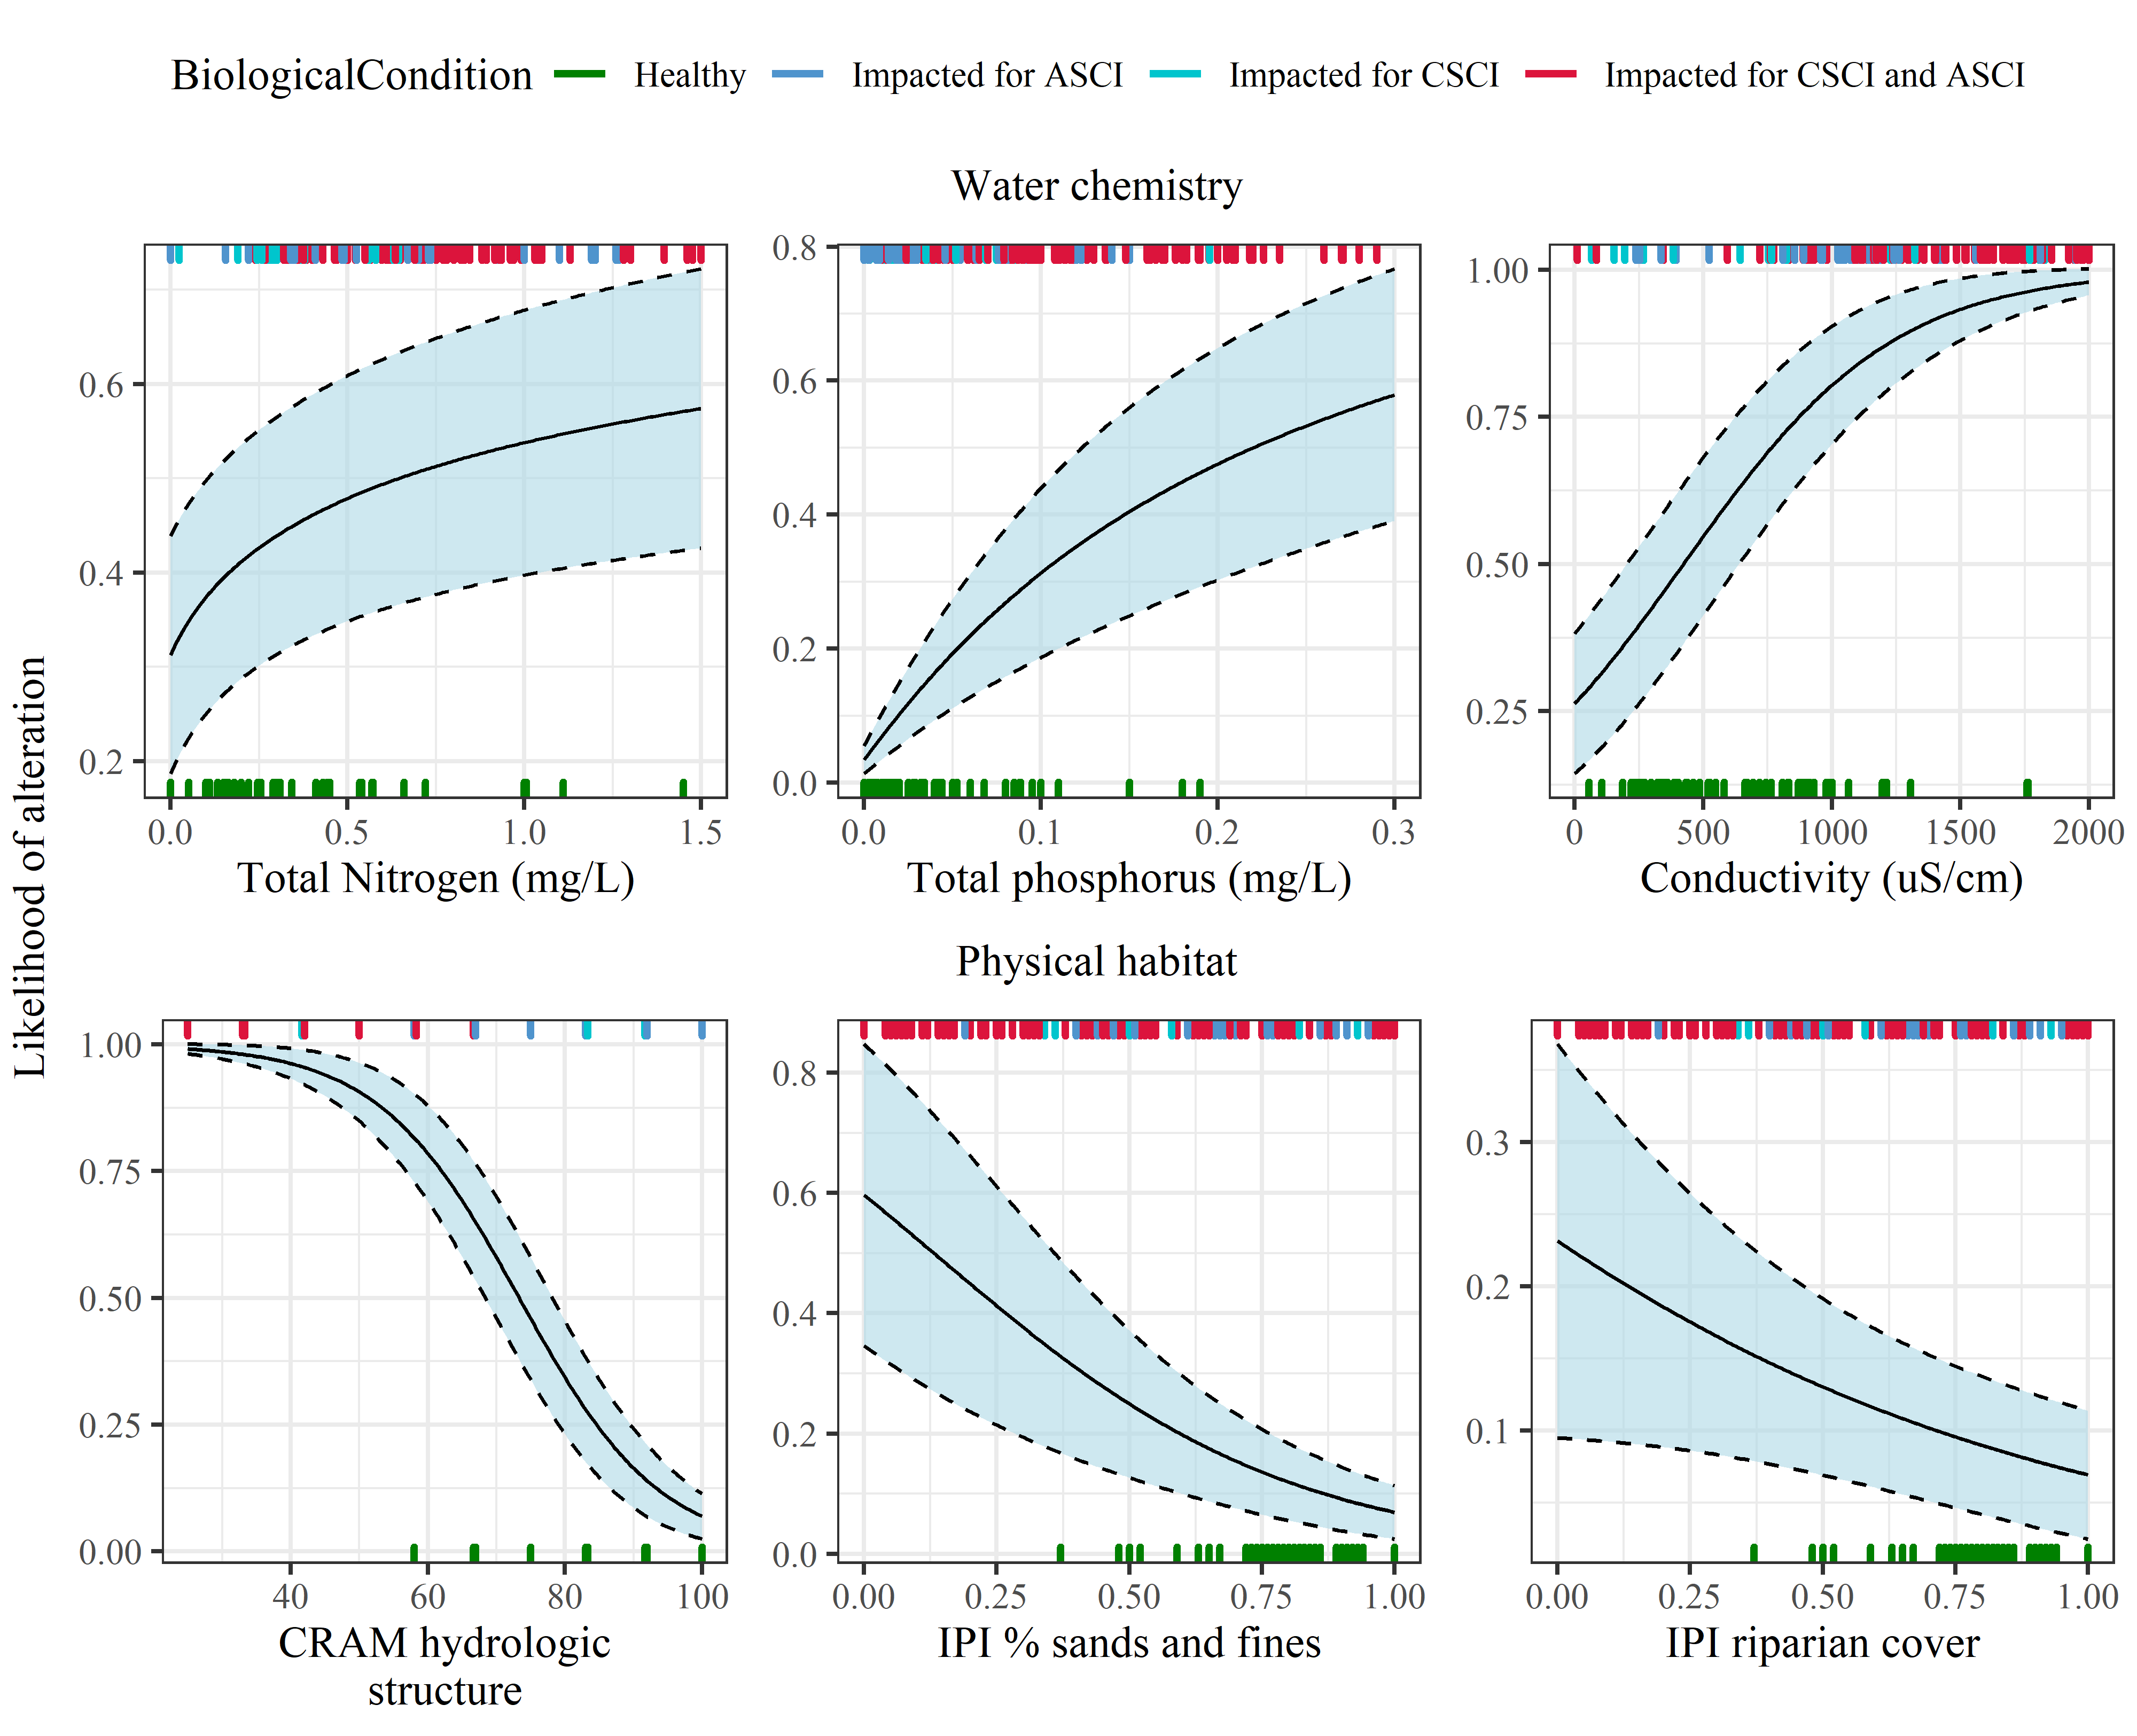 BiologicalCondition Healthy Impacted for ASCI Impacted for CSCI Impacted for CSCI and ASCI
Water chemistry
Likelihood of alteration
0.6
0.4
0.2
0.0 0.5 1.0 1.5
Total Nitrogen (mg/L)
0.8
0.6
0.4
0.2
0.0
0.0 0.1 0.2 0.3
Total phosphorus (mg/L)
1.00
0.75
0.50
0.25
0 500 1000 1500 2000
Conductivity (uS/cm)
Physical habitat
1.00
0.75
0.50
0.25
0.00
40 60 80 100
CRAM hydrologic
structure
0.8
0.6
0.4
0.2
0.0
0.00 0.25 0.50 0.75 1.00
IPI % sands and fines
0.3
0.2
0.1
0.00 0.25 0.50 0.75 1.00
IPI riparian cover